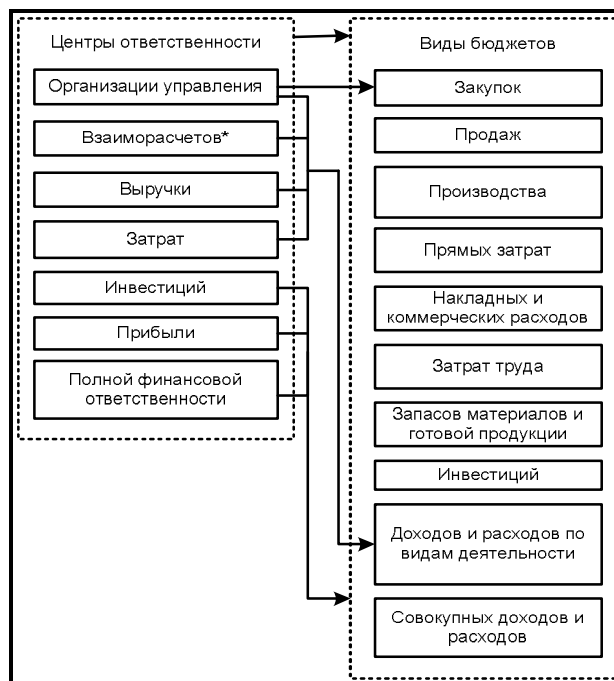 Центры ответственности
Организации управления
Взаиморасчетов*
Выручки
Затрат
Инвестиций
Прибыли
Полной финансовой
ответственности
Виды бюджетов
Закупок
Продаж
Производства
Прямых затрат
Накладных и
коммерческих расходов
Затрат труда
Запасов материалов и
готовой продукции
Инвестиций
Доходов и расходов по
видам деятельности
Совокупных доходов и
расходов